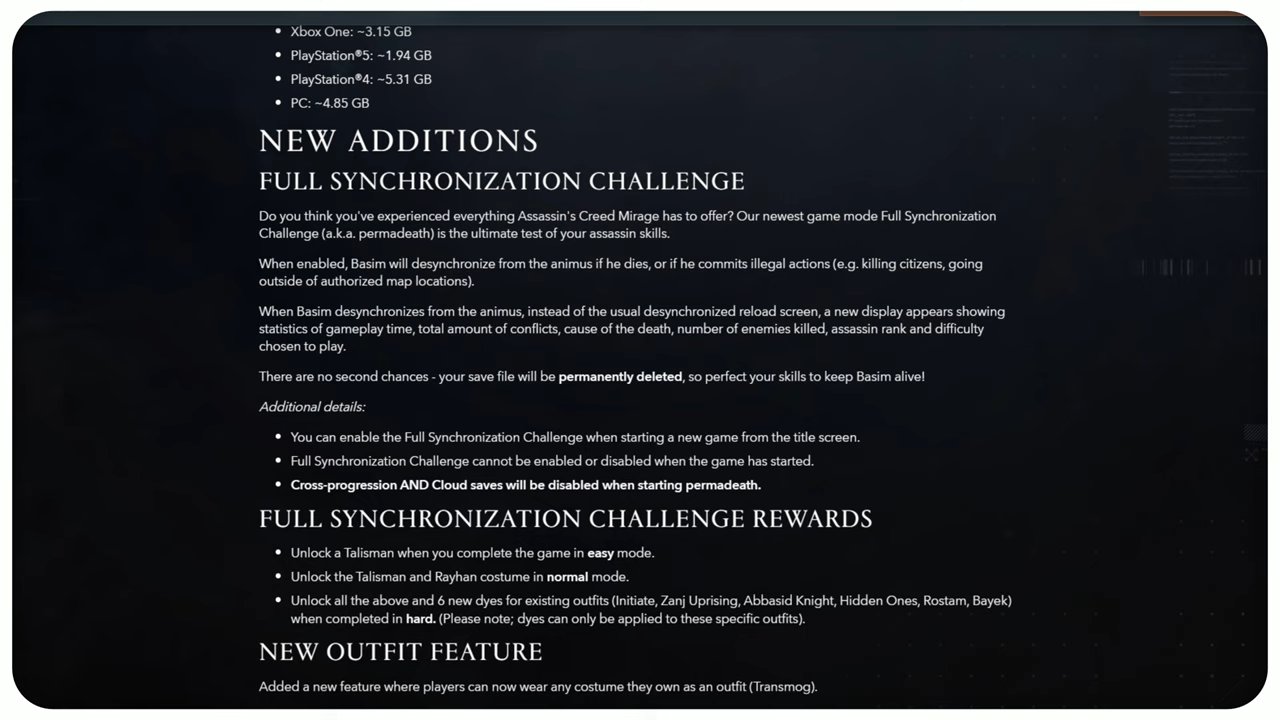 • Xbox One: ~3.15 GB
• PlayStation®5: ~1.94 GB
• PlayStation®4: ~5.31 GB
• PC: ~4.85 GB
NEW ADDITIONS
FULL SYNCHRONIZATION CHALLENGE
Do you think you've experienced everything Assassin's Creed Mirage has to offer? Our newest game mode Full Synchronization
Challenge (a.k.a. permadeath) is the ultimate test of your assassin skills.
When enabled, Basim will desynchronize from the animus if he dies, or if he commits illegal actions (e.g. killing citizens, going
outside of authorized map locations).
When Basim desynchronizes from the animus, instead of the usual desynchronized reload screen, a new display appears showing
statistics of gameplay time, total amount of conflicts, cause of the death, number of enemies killed, assassin rank and difficulty
chosen to play.
There are no second chances - your save file will be permanently deleted, so perfect your skills to keep Basim alive!
Additional details:
• You can enable the Full Synchronization Challenge when starting a new game from the title screen.
• Full Synchronization Challenge cannot be enabled or disabled when the game has started.
• Cross-progression AND Cloud saves will be disabled when starting permadeath.
FULL SYNCHRONIZATION CHALLENGE REWARDS
• Unlock a Talisman when you complete the game in easy mode.
• Unlock the Talisman and Rayhan costume in normal mode.
• Unlock all the above and 6 new dyes for existing outfits (Initiate, Zanj Uprising, Abbasid Knight, Hidden Ones, Rostam, Bayek)
when completed in hard. (Please note; dyes can only be applied to these specific outfits).
NEW OUTFIT FEATURE
Added a new feature where players can now wear any costume they own as an outfit (Transmog).